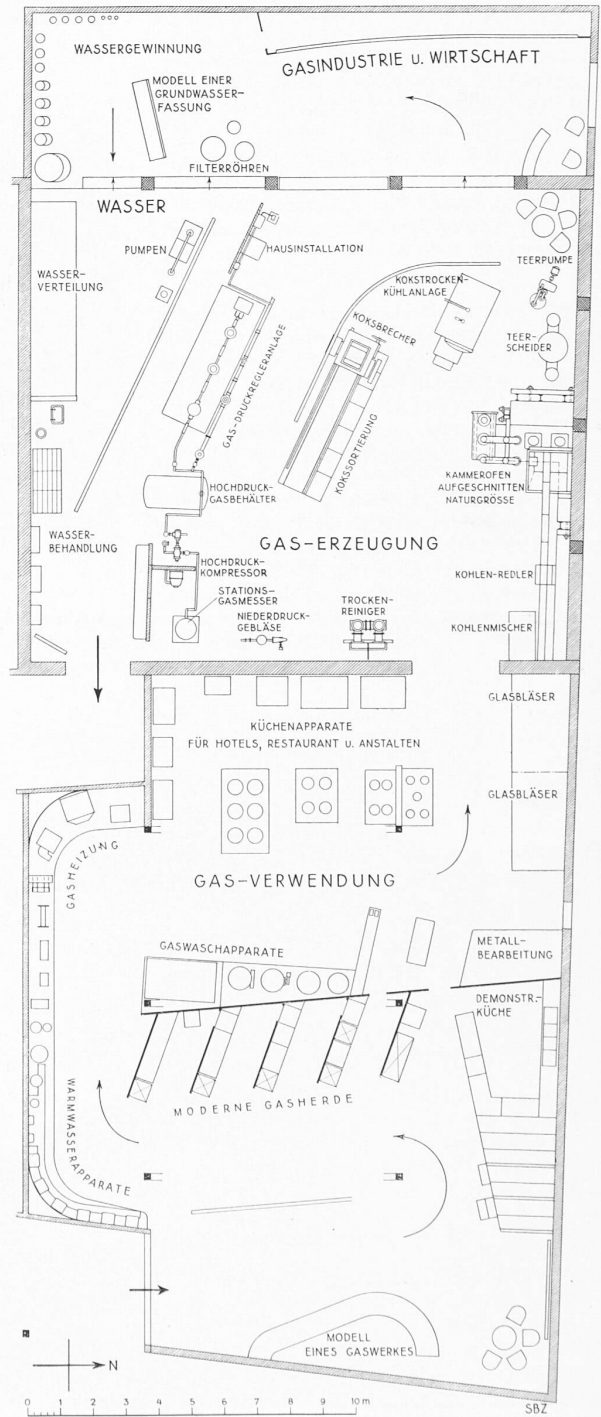 WASSERGEWINNUNG
GASINDUSTRIE U. WIRTSCHAFT
MODELL EINER
GRUNDWASSER-
FASSUNG
FILTERRÖHREN
WASSER
PUMPEN
HAUSINSTALLATION
WASSER-
VERTEILUNG
KOKSTROCKEN-
KÜHLANLAGE
TEERPUMPE
TEER-
SCHEIDER
KOKSBRECHER
GAS-DRUCKREGLERANLAGE
KOKSSORTIERUNG
KAMMEROFEN
AUFGESCHNITTEN
NATURGRÖSSE
HOCHDRUCK-
GASBEHÄLTER
WASSER-
BEHANDLUNG
GAS-ERZEUGUNG
HOCHDRUCK-
KOMPRESSOR
STATIONS-
GASMESSER
NIEDERDRUCK-
GEBLÄSE
TROCKEN-
REINIGER
KOHLEN-REDLER
KOHLENMISCHER
GLASBLÄSER
KÜCHENAPPARATE
FÜR HOTELS, RESTAURANT U. ANSTALTEN
GLASBLÄSER
GASHEIZUNG
GAS-VERWENDUNG
GASWASCHAPPARATE
METALL-
BEARBEITUNG
DEMONSTR.-
KÜCHE
MODERNE GASHERDE
WARMWASSERAPPARATE
MODELL
EINES GASWERKES
N
0 1 2 3 4 5 6 7 8 9 10 m
SBZ